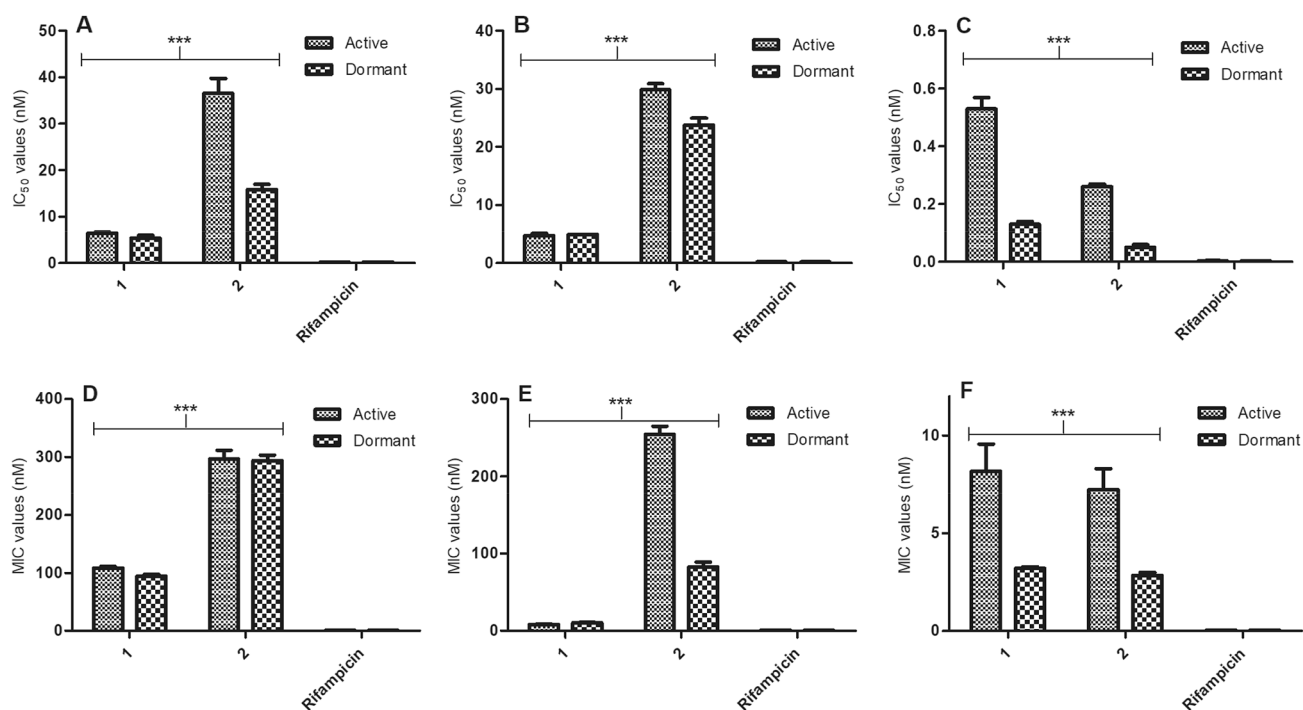 A
***
Active
Dormant
IC50 values (nM)
50
40
30
20
10
0
1
2
Rifampicin
B
***
Active
Dormant
IC50 values (nM)
40
30
20
10
0
1
2
Rifampicin
C
***
Active
Dormant
IC50 values (nM)
0.8
0.6
0.4
0.2
0.0
1
2
Rifampicin
D
***
Active
Dormant
MIC values (nM)
400
300
200
100
0
1
2
Rifampicin
E
***
Active
Dormant
MIC values (nM)
300
200
100
0
1
2
Rifampicin
F
***
Active
Dormant
MIC values (nM)
10
5
0
1
2
Rifampicin